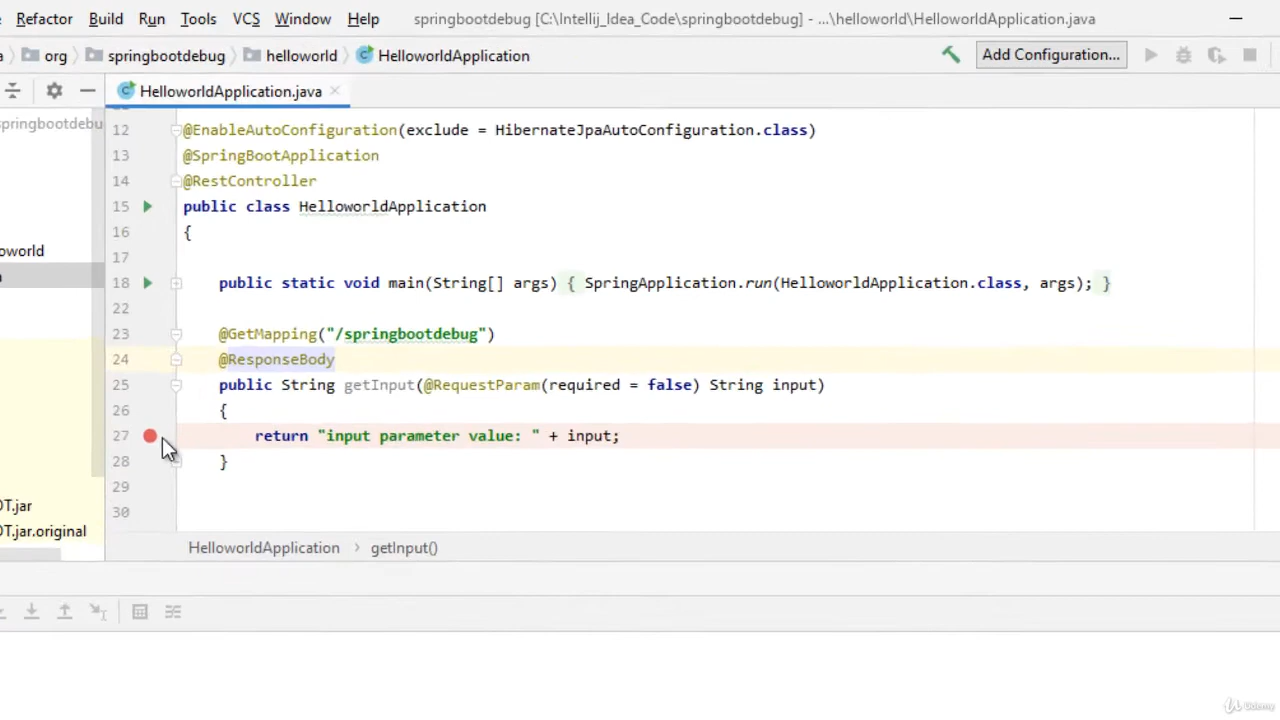 Refactor Build Run Tools VCS Window Help springbootdebug [C:\Intellij_Idea_Code\springbootdebug] - ...\helloworld\HelloworldApplication.java
org springbootdebug helloworld HelloworldApplication Add Configuration...
HelloworldApplication.java
springbootdebu
12 @EnableAutoConfiguration(exclude = HibernateJpaAutoConfiguration.class)
13 @SpringBootApplication
14 @RestController
15 public class HelloworldApplication
16 {
17
oworld
18 public static void main(String[] args) { SpringApplication.run(HelloworldApplication.class, args); }
22
23 @GetMapping("/springbootdebug")
24 @ResponseBody
25 public String getInput(@RequestParam(required = false) String input)
26 {
27 return "input parameter value: " + input;
28 }
29
OT.jar
30
OT.jar.original
HelloworldApplication > getInput()
Udemy